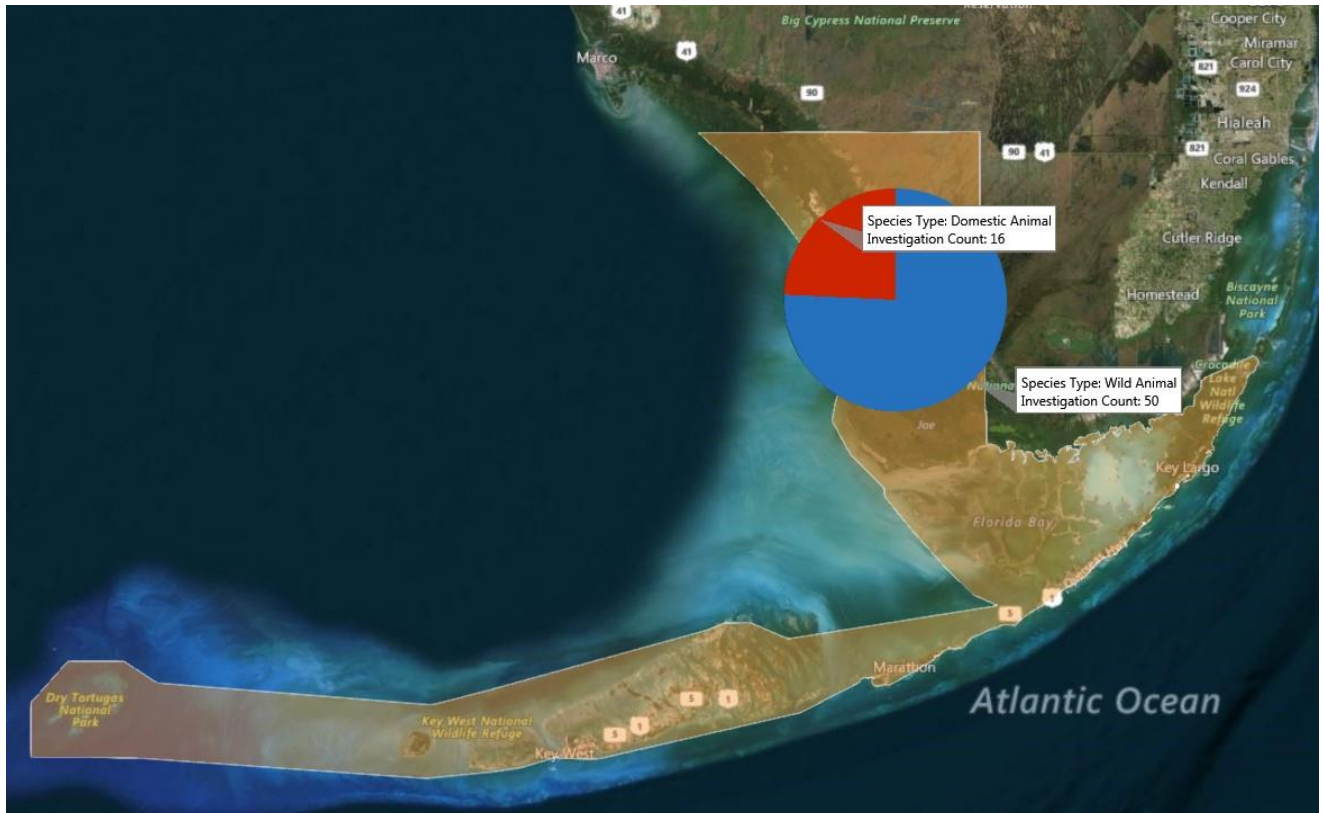 41
Big Cypress National Preserve
Cooper City
Marco
41
Miramar
821
Carol City
90
924
Hialeah
90
41
821
Coral Gables
Kendall
Species Type: Domestic Animal
Investigation Count: 16
Cutler Ridge
Homestead
Biscayne
National
Park
Species Type: Wild Animal
Investigation Count: 50
Crocodile
Lake
Natl
Wildlife
Refuge
Joe
Key Largo
Florida Bay
1
5
Marathon
Dry Tortugas
National
Park
Key West National
Wildlife Refuge
5
1
1
5
Key West
Atlantic Ocean